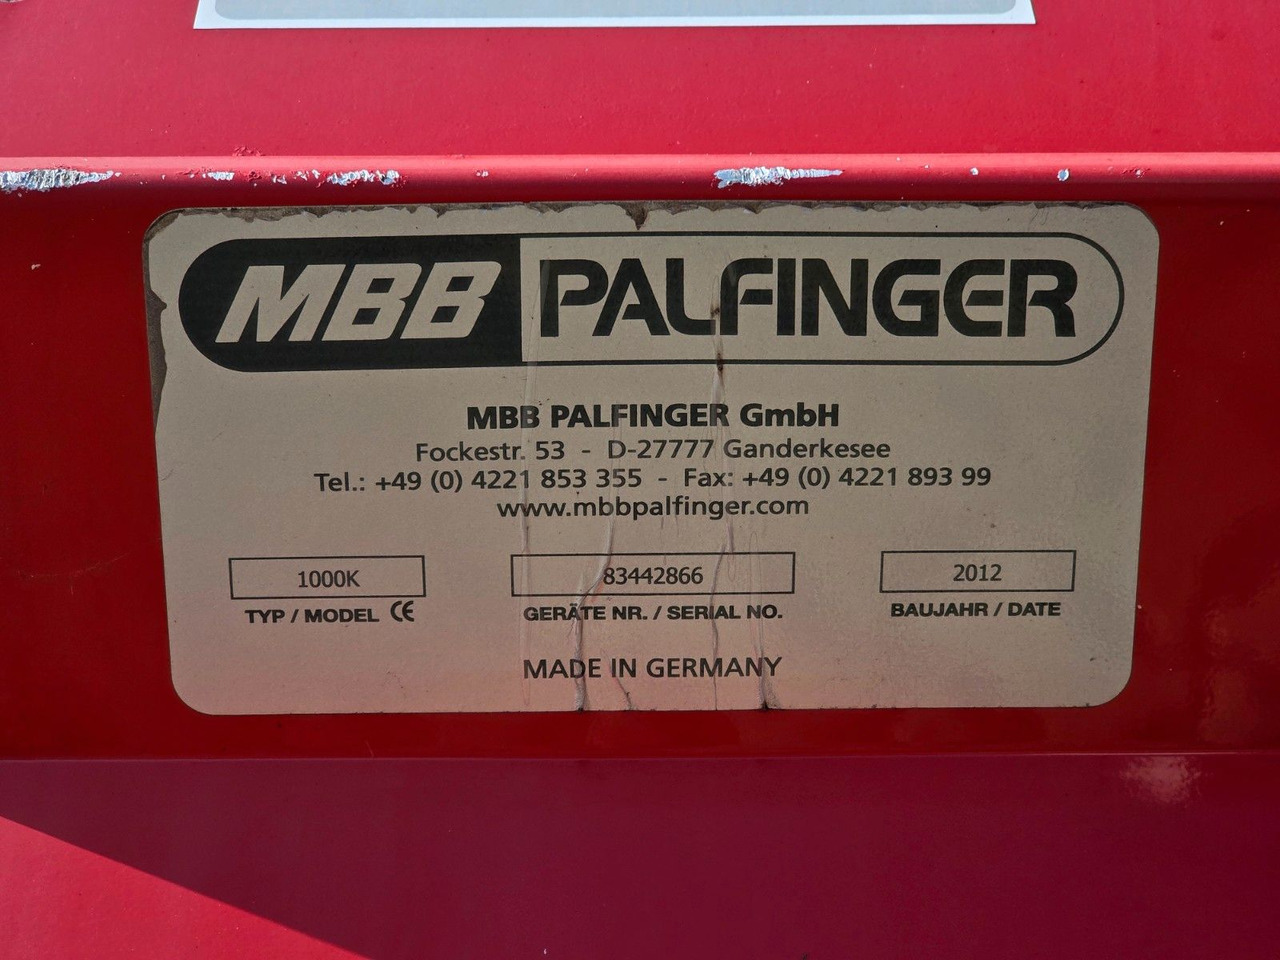 MBB PALFINGER
MBB PALFINGER GmbH
Fockestr. 53 - D-27777 Ganderkesee
Tel.: +49 (0) 4221 853 355 - Fax: +49 (0) 4221 893 99
www.mbbpalfinger.com
1000K 83442866 2012
TYP / MODEL CE GERÄTE NR. / SERIAL NO. BAUJAHR / DATE
MADE IN GERMANY